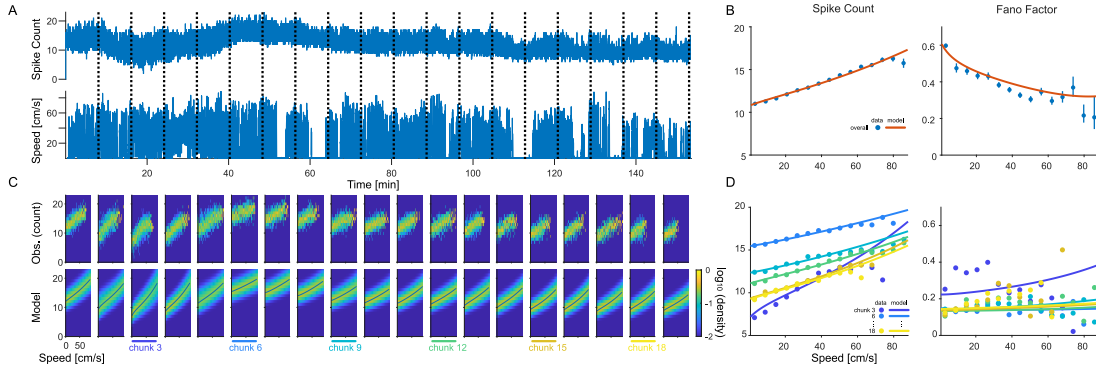 A
Spike Count
20
10
0
Speed [cm/s]
60
40
20
20
40
60
80
100
120
140
Time [min]
B
Spike Count
Fano Factor
20
15
10
5
20
40
60
80
data model
overall
0.6
0.4
0.2
0
20
40
60
80
C
Obs. (count)
20
10
0
Model
20
10
0
0 50
Speed [cm/s]
chunk 3
chunk 6
chunk 9
chunk 12
chunk 15
chunk 18
0
-1
-2
log10(density)
D
20
15
10
5
20
40
60
80
Speed [cm/s]
data model
chunk 3
6
⋮ ⋮
18
0.6
0.4
0.2
0
20
40
60
80